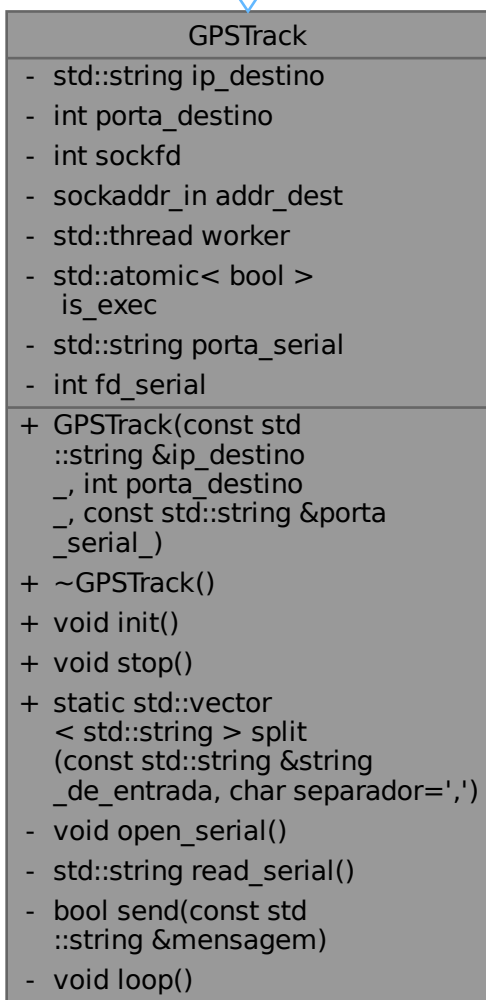 GPSTrack
- std::string ip_destino
- int porta_destino
- int sockfd
- sockaddr_in addr_dest
- std::thread worker
- std::atomic< bool >
is_exec
- std::string porta_serial
- int fd_serial
+ GPSTrack(const std
::string &ip_destino
_, int porta_destino
_, const std::string &porta
_serial_)
+ ~GPSTrack()
+ void init()
+ void stop()
+ static std::vector
< std::string > split
(const std::string &string
_de_entrada, char separador=',')
- void open_serial()
- std::string read_serial()
- bool send(const std
::string &mensagem)
- void loop()